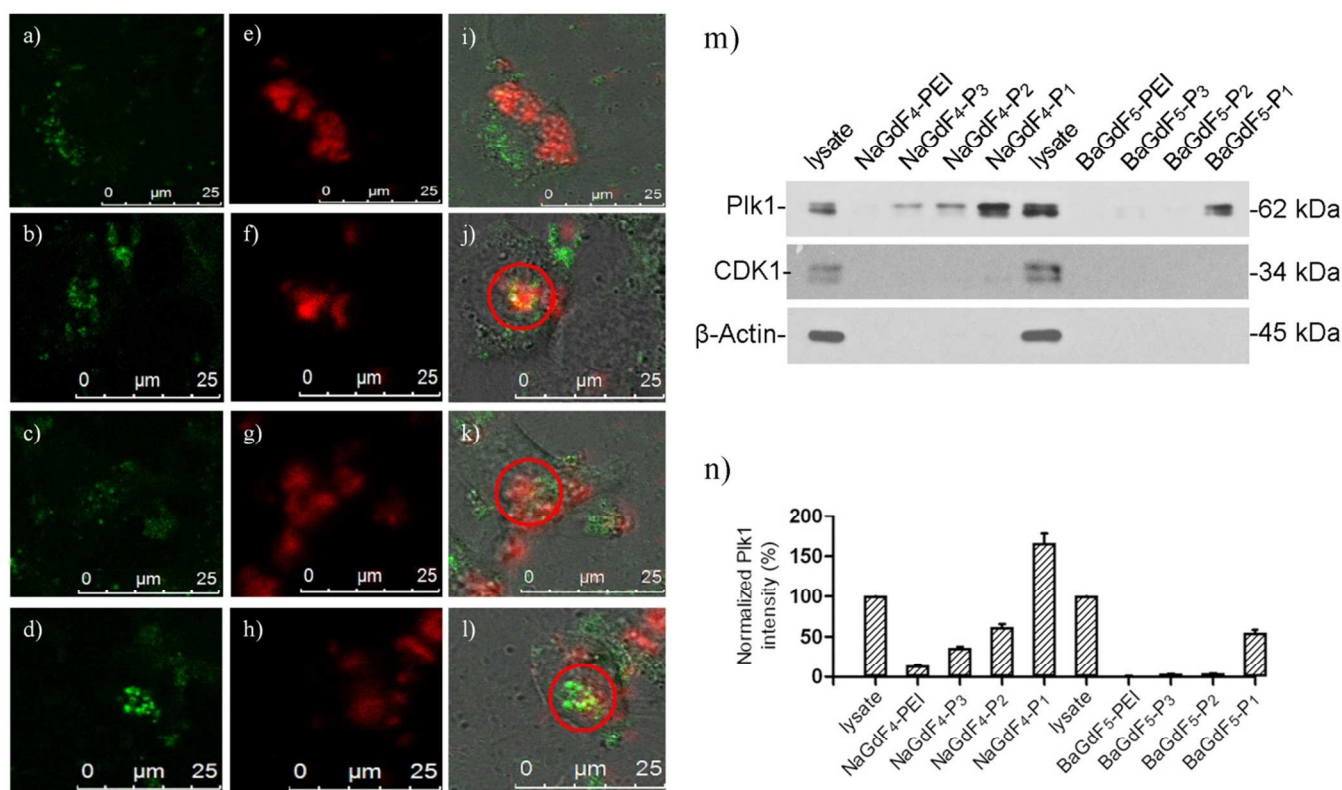 a)
e)
i)
0 µm 25
0 µm 25
0 µm 25
b)
f)
j)
0 µm 25
0 µm 25
0 µm 25
c)
g)
k)
0 µm 25
0 µm 25
0 µm 25
d)
h)
l)
0 µm 25
0 µm 25
0 µm 25
m)
lysate
NaGdF4-PEI
NaGdF4-P3
NaGdF4-P2
NaGdF4-P1
lysate
BaGdF5-PEI
BaGdF5-P3
BaGdF5-P2
BaGdF5-P1
Plk1-
-62 kDa
CDK1-
-34 kDa
β-Actin-
-45 kDa
n)
Normalized Plk1
intensity (%)
200
150
100
50
0
lysate
NaGdF4-PEI
NaGdF4-P3
NaGdF4-P2
NaGdF4-P1
lysate
BaGdF5-PEI
BaGdF5-P3
BaGdF5-P2
BaGdF5-P1